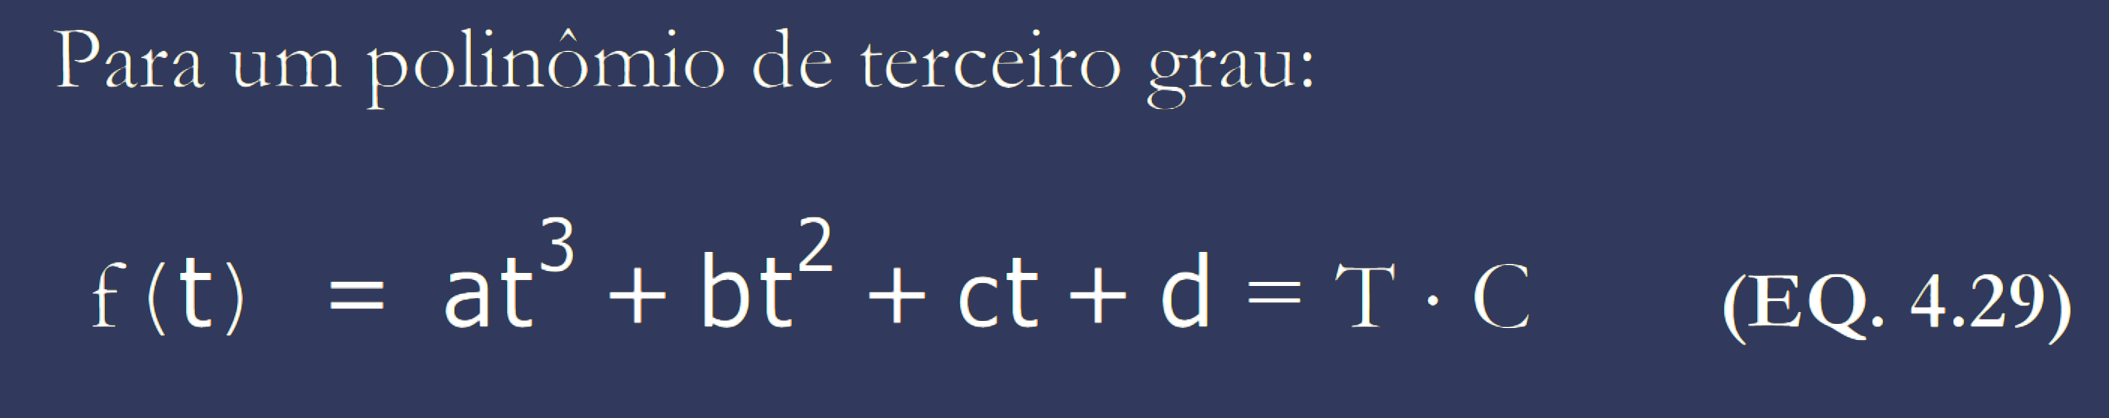 Para um polinômio de terceiro grau:
f (t) = at³ + bt² + ct + d = T · C (EQ. 4.29)